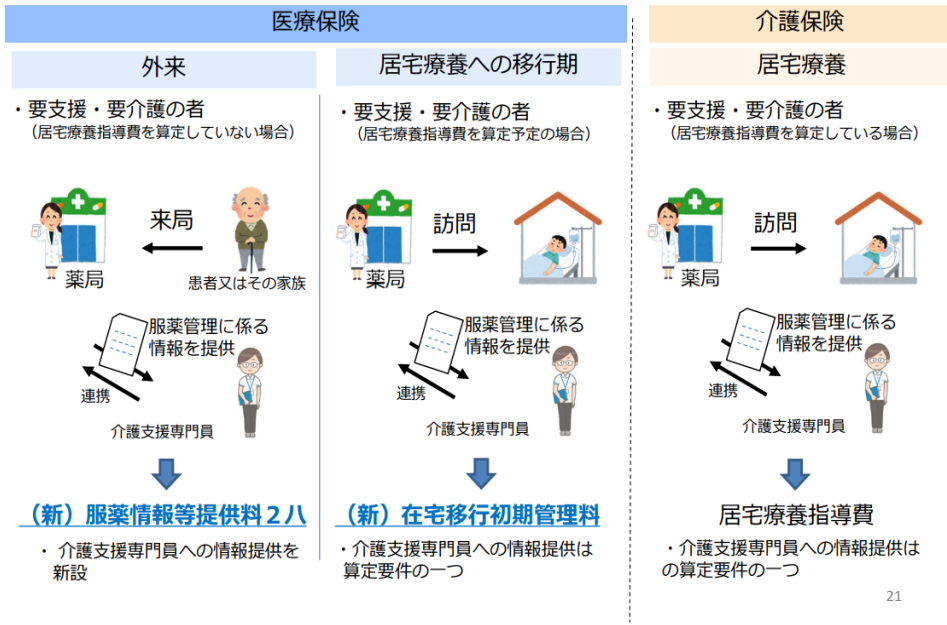 医療保険
介護保険
外来
居宅療養への移行期
居宅療養
・要支援・要介護の者
（居宅療養指導費を算定していない場合）
来局
薬局
患者又はその家族
服薬管理に係る
情報を提供
連携
介護支援専門員
（新）服薬情報等提供料２ハ
・ 介護支援専門員への情報提供を
新設
・要支援・要介護の者
（居宅療養指導費を算定予定の場合）
訪問
薬局
服薬管理に係る
情報を提供
連携
介護支援専門員
（新）在宅移行初期管理料
・介護支援専門員への情報提供は
算定要件の一つ
・要支援・要介護の者
（居宅療養指導費を算定している場合）
訪問
薬局
服薬管理に係る
情報を提供
連携
介護支援専門員
居宅療養指導費
・介護支援専門員への情報提供は
の算定要件の一つ
21